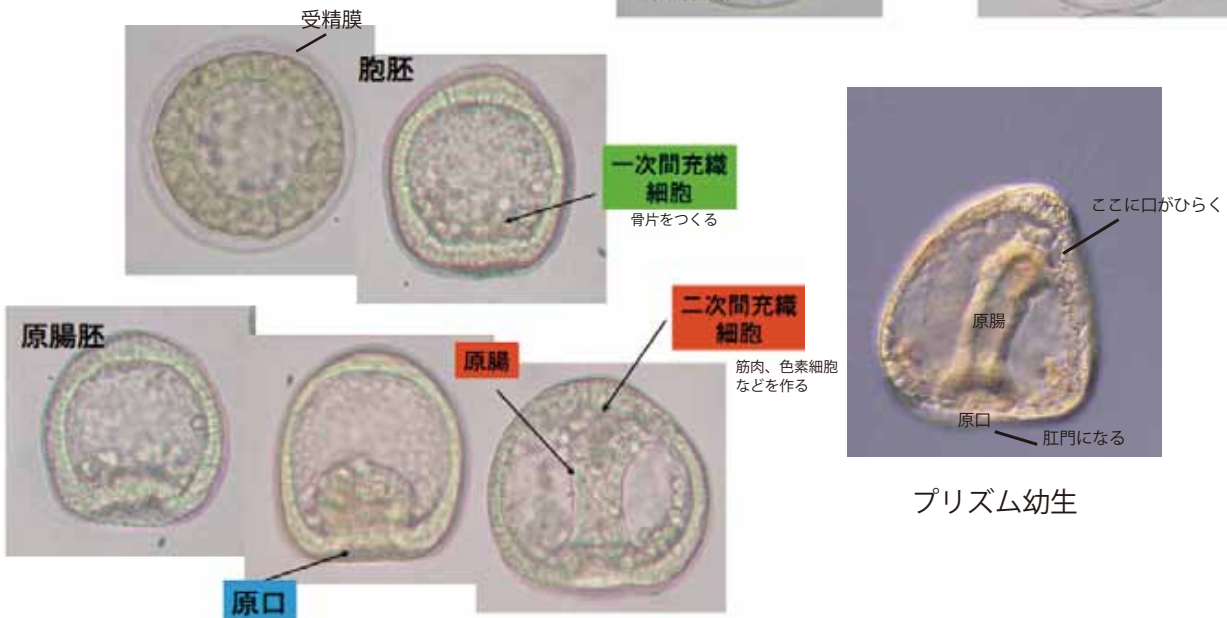 受精膜
胞胚
一次間充織
細胞
骨片をつくる
ここに口がひらく
原腸胚
二次間充織
細胞
原腸
筋肉、色素細胞
などを作る
原腸
原口
肛門になる
プリズム幼生
原口